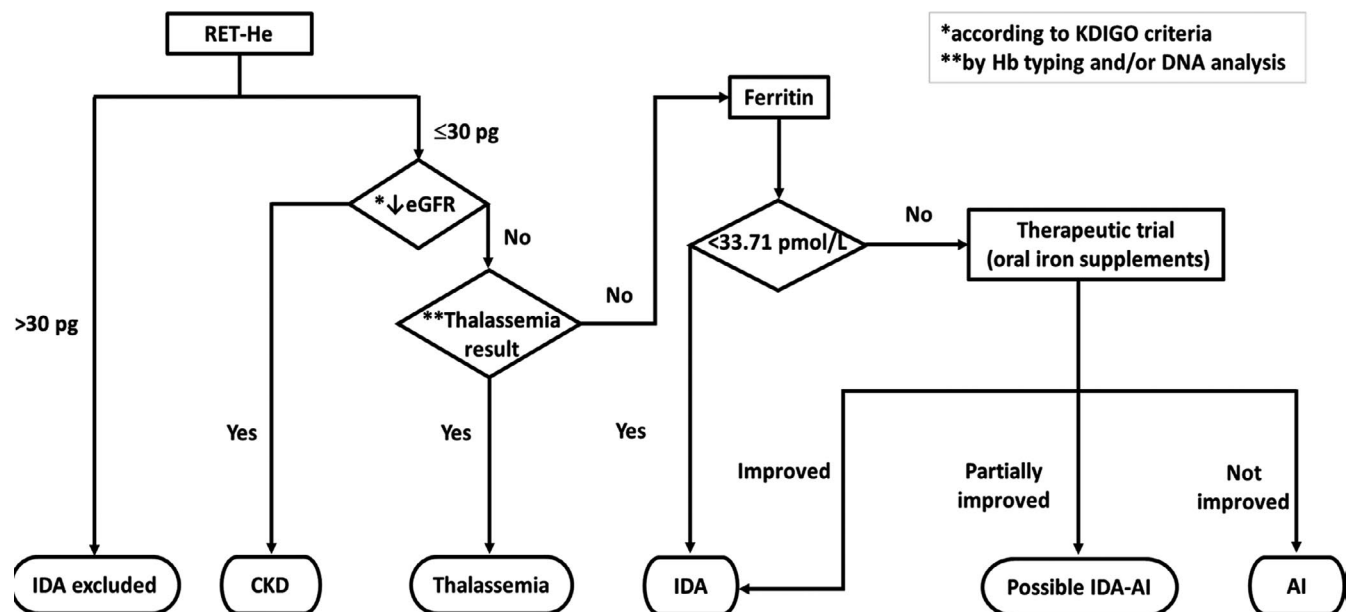 RET-He
*according to KDIGO criteria
**by Hb typing and/or DNA analysis
Ferritin
≤30 pg
*↓eGFR
No
<33.71 pmol/L
No
Therapeutic trial
(oral iron supplements)
No
**Thalassemia
result
>30 pg
Yes
Yes
Yes
Improved
Partially
improved
Not
improved
IDA excluded
CKD
Thalassemia
IDA
Possible IDA-AI
AI